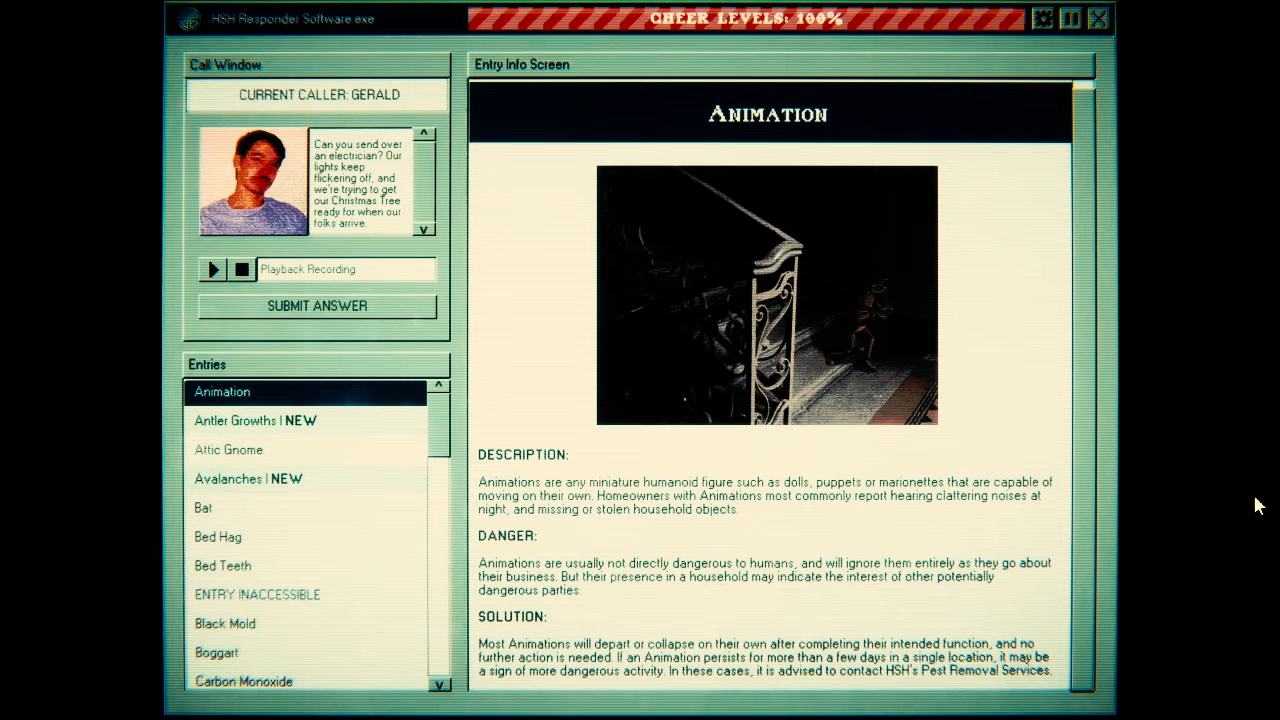 HSH Responder Software.exe
CHEER LEVELS: 100%
Call Window
CURRENT CALLER: GERALD
Can you send over
an electrician? Our
lights keep
flickering off, and
we're trying to get
our Christmas Tree
ready for when our
folks arrive.
Playback Recording
SUBMIT ANSWER
Entries
Animation
Antler Growths | NEW
Attic Gnome
Avalanches | NEW
Bat
Bed Hag
Bed Teeth
ENTRY INACCESSIBLE
Black Mold
Boggart
Carbon Monoxide
Entry Info Screen
ANIMATION
DESCRIPTION:
Animations are any miniature humanoid figure such as dolls, puppets or marionettes that are capable of
moving on their own. Homeowners with Animations most commonly report hearing clattering noises at
night, and missing or stolen household objects.
DANGER:
Animations are usually not directly dangerous to humans, and will ignore them entirely as they go about
their business. But their presence in a household may indicate the interest of other potentially
dangerous parties.
SOLUTION:
Most Animations will depart or collapse on their own after completing their intended function, and no
further action is needed. If an Animation persists for more than a few days in a single location, it may be
a sign of more dangerous activity. In these cases, it is advised to contact HSH's Pest Removal Services.